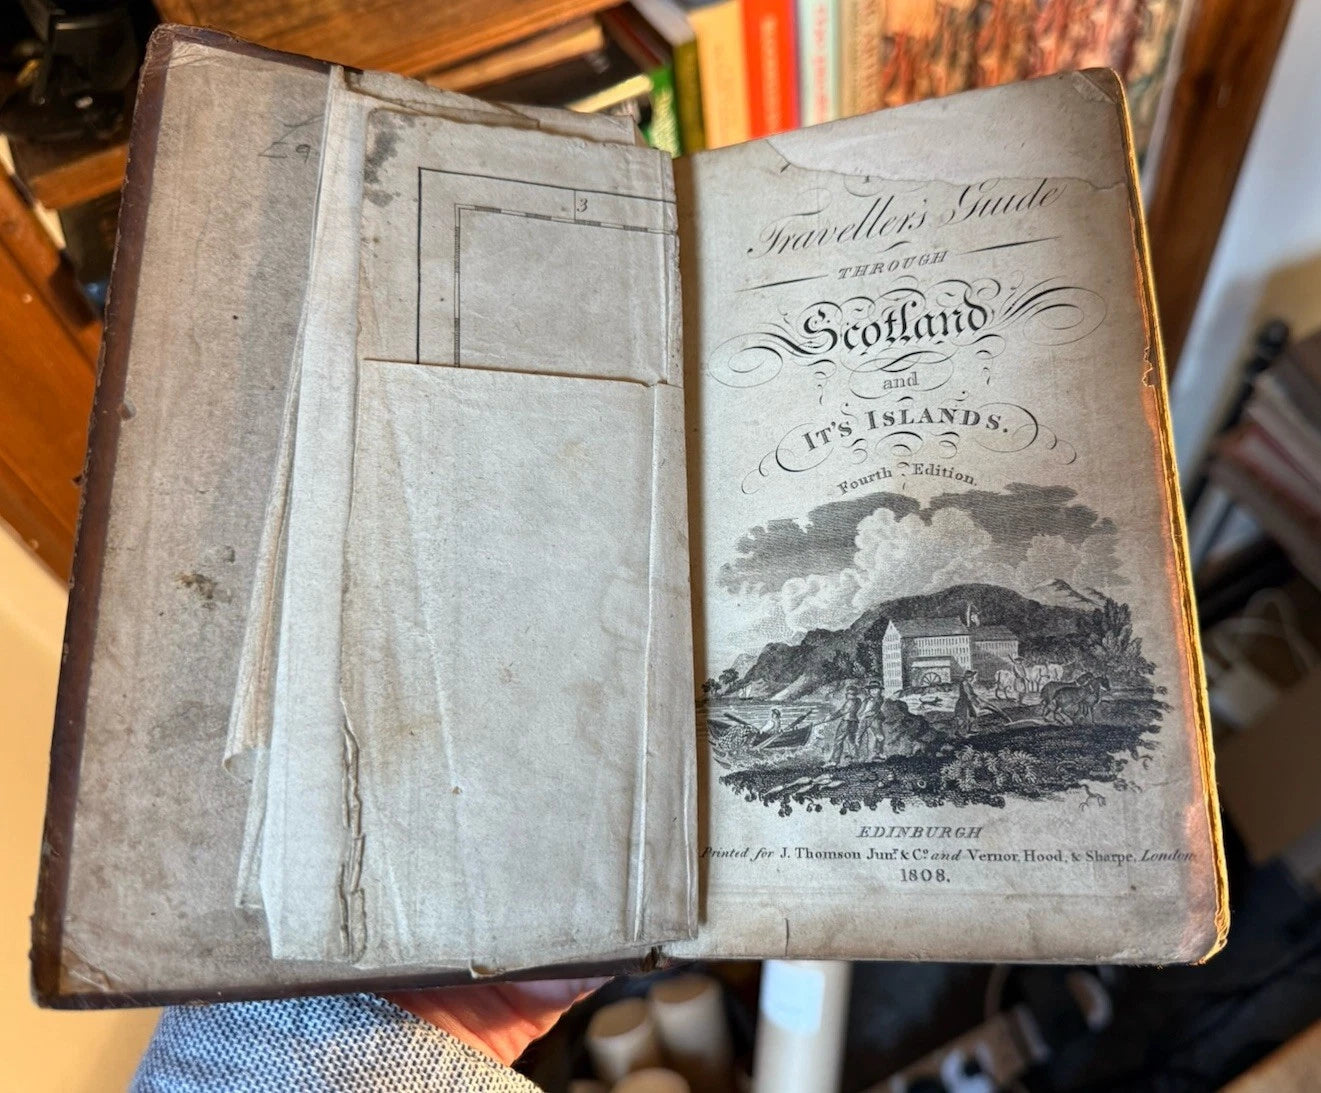 3
Traveller's Guide
THROUGH
Scotland
and
IT'S ISLANDS.
Fourth Edition.
EDINBURGH
Printed for J. Thomson Junr. & Co. and Vernor, Hood, & Sharpe, London
1808.